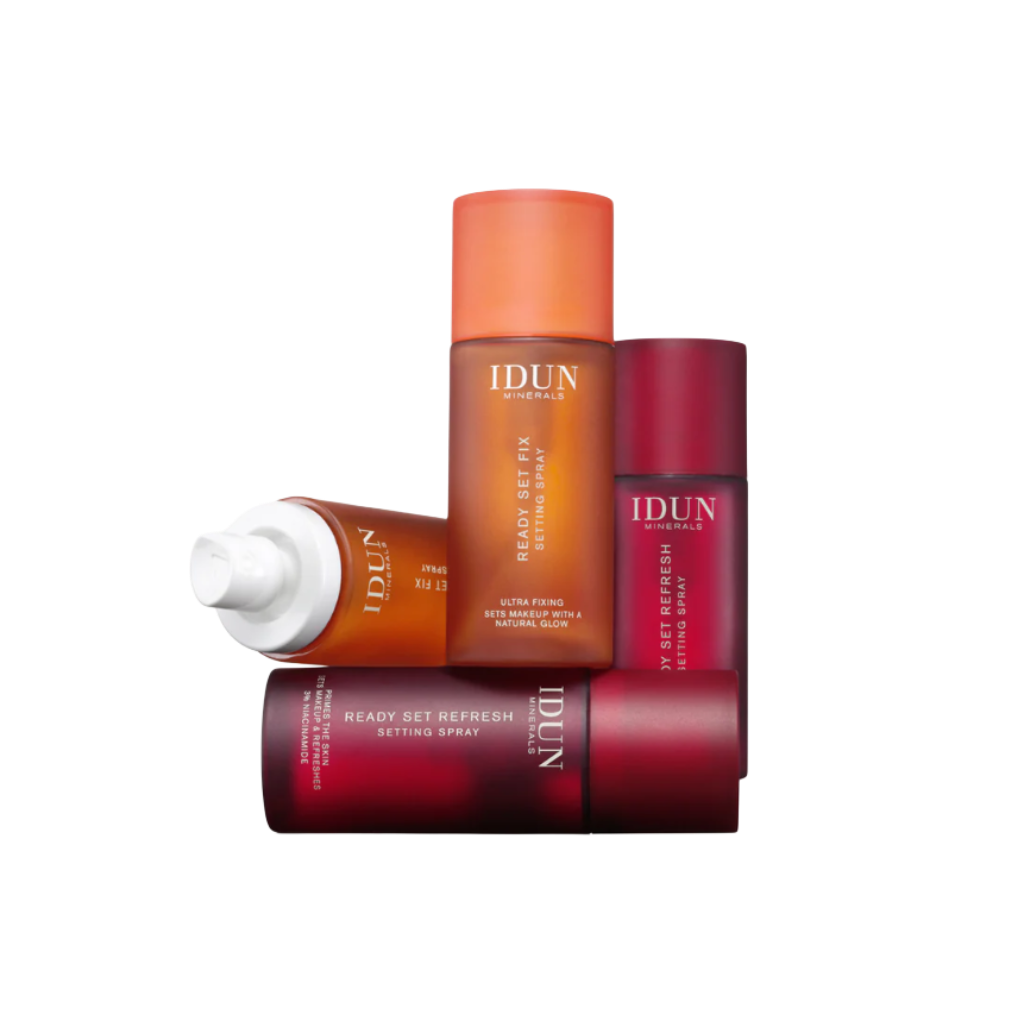 IDUN
MINERALS
READY SET FIX
SETTING SPRAY
ULTRA FIXING
SETS MAKEUP WITH A
NATURAL GLOW
IDUN
MINERALS
DY SET REFRESH
SETTING SPRAY
IDUN
MINERALS
ET FIX
SPRAY
IDUN
MINERALS
READY SET REFRESH
SETTING SPRAY
PRIMES THE SKIN
SETS MAKEUP & REFRESHES
3% NIACINAMIDE